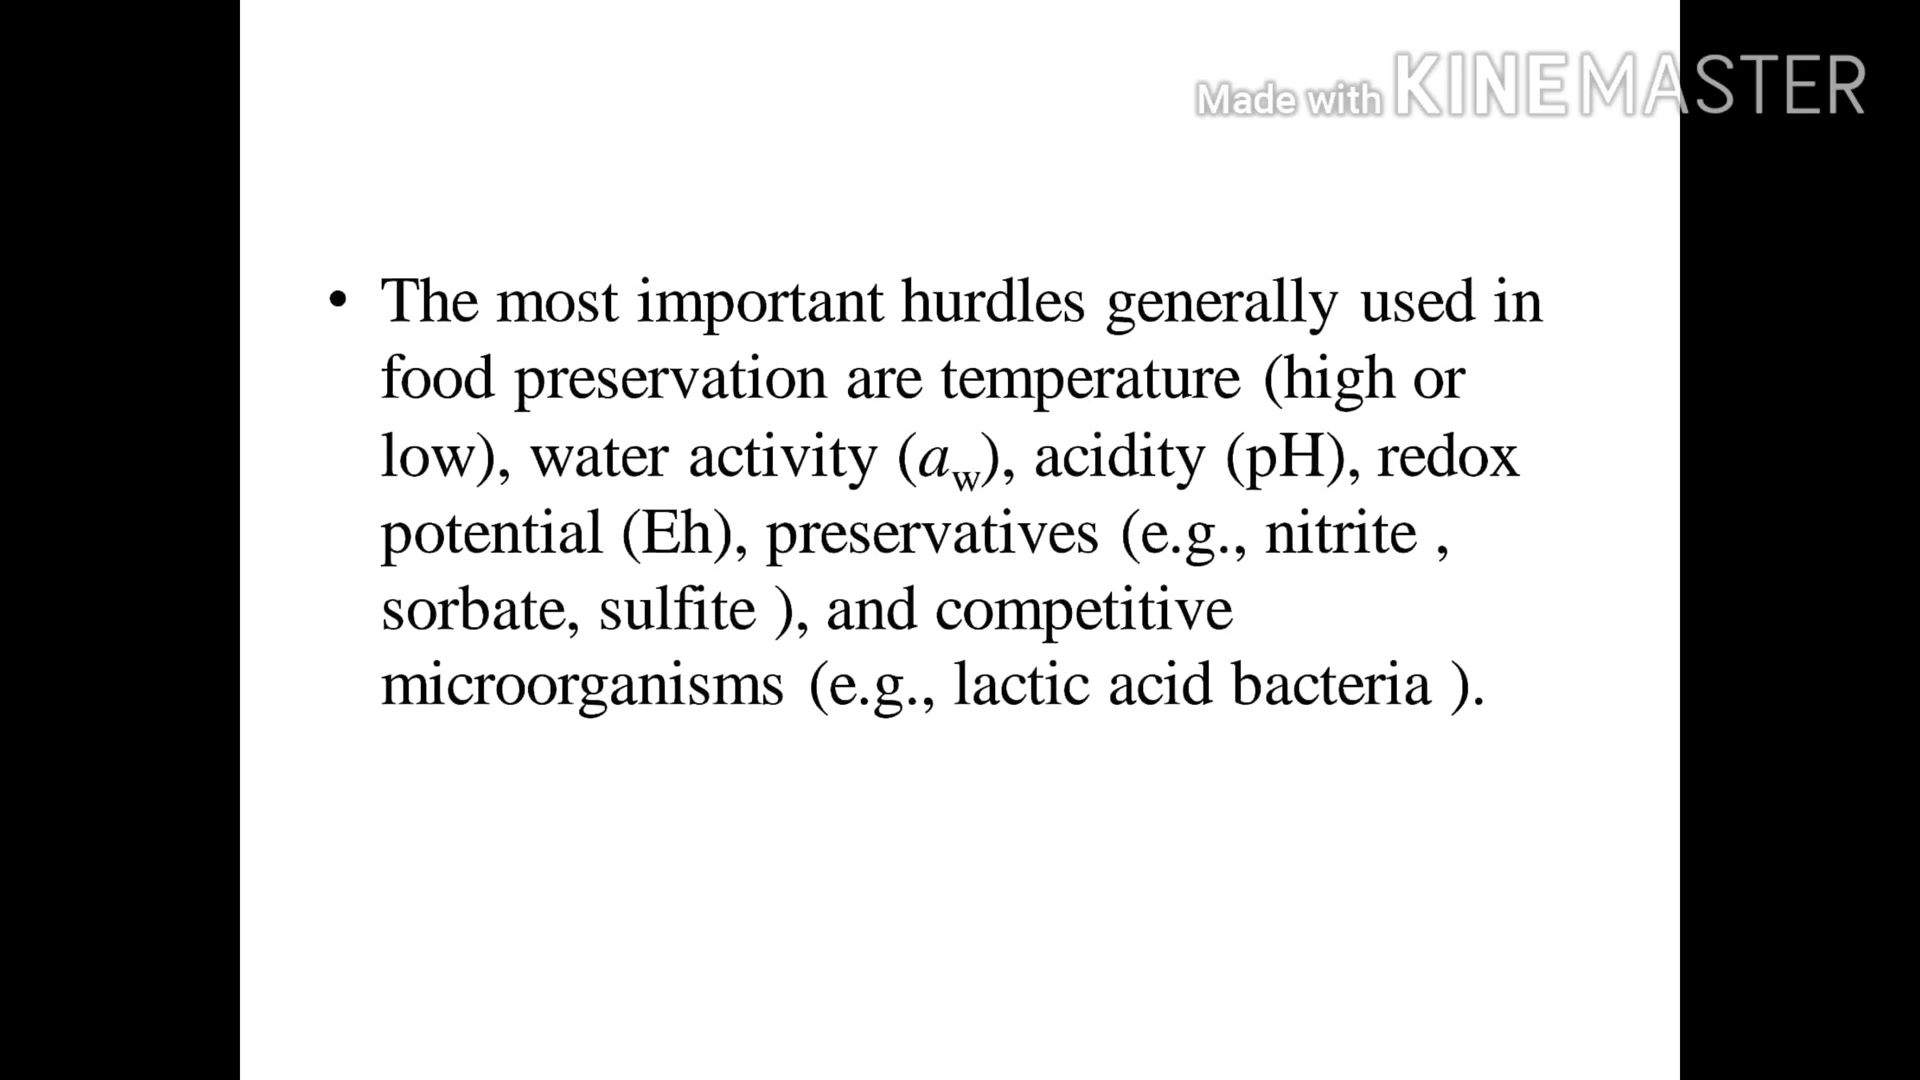 Made with KINEMASTER
• The most important hurdles generally used in
food preservation are temperature (high or
low), water activity (a_w), acidity (pH), redox
potential (Eh), preservatives (e.g., nitrite ,
sorbate, sulfite ), and competitive
microorganisms (e.g., lactic acid bacteria ).